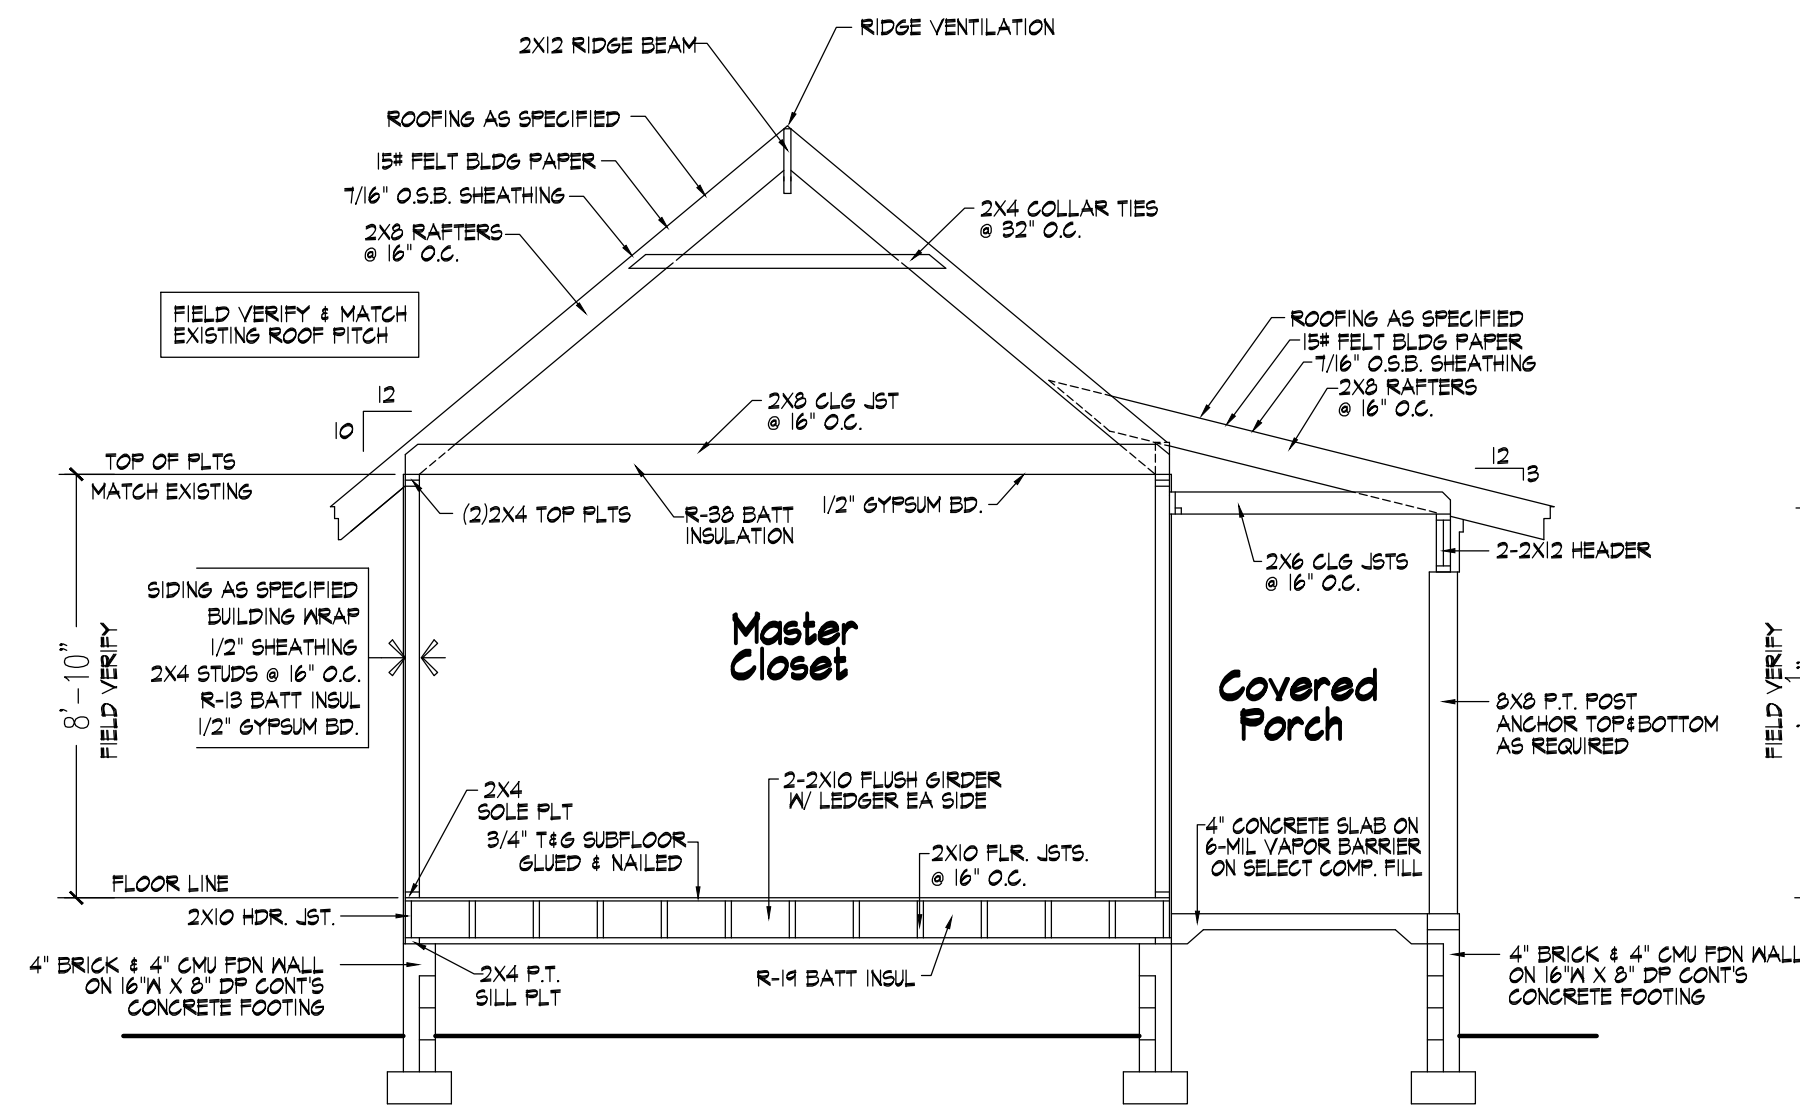 RIDGE VENTILATION
2X12 RIDGE BEAM
ROOFING AS SPECIFIED
15# FELT BLDG PAPER
7/16" O.S.B. SHEATHING
2X8 RAFTERS
@ 16" O.C.
2X4 COLLAR TIES
@ 32" O.C.
FIELD VERIFY & MATCH
EXISTING ROOF PITCH
ROOFING AS SPECIFIED
15# FELT BLDG PAPER
7/16" O.S.B. SHEATHING
2X8 RAFTERS
@ 16" O.C.
12
10
2X8 CLG JST
@ 16" O.C.
12
3
TOP OF PLTS
MATCH EXISTING
(2)2X4 TOP PLTS
R-38 BATT
INSULATION
1/2" GYPSUM BD.
2X6 CLG JSTS
@ 16" O.C.
2-2X12 HEADER
SIDING AS SPECIFIED
BUILDING WRAP
1/2" SHEATHING
2X4 STUDS @ 16" O.C.
R-13 BATT INSUL
1/2" GYPSUM BD.
8'-10"
FIELD VERIFY
Master
Closet
Covered
Porch
8X8 P.T. POST
ANCHOR TOP&BOTTOM
AS REQUIRED
FIELD VERIFY
2X4
SOLE PLT
2-2X10 FLUSH GIRDER
W/ LEDGER EA SIDE
3/4" T&G SUBFLOOR
GLUED & NAILED
2X10 FLR. JSTS.
@ 16" O.C.
4" CONCRETE SLAB ON
6-MIL VAPOR BARRIER
ON SELECT COMP. FILL
FLOOR LINE
2X10 HDR. JST.
4" BRICK & 4" CMU FDN WALL
ON 16"W X 8" DP CONT'S
CONCRETE FOOTING
2X4 P.T.
SILL PLT
R-19 BATT INSUL
4" BRICK & 4" CMU FDN WALL
ON 16"W X 8" DP CONT'S
CONCRETE FOOTING